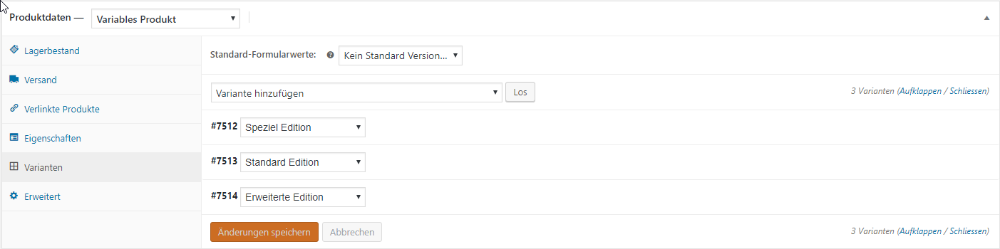 Produktdaten — Variables Produkt
Lagerbestand
Versand
Verlinkte Produkte
Eigenschaften
Varianten
Erweitert
Standard-Formularwerte: Kein Standard Version...
Variante hinzufügen Los 3 Varianten (Aufklappen / Schliessen)
#7512 Speziel Edition
#7513 Standard Edition
#7514 Erweiterte Edition
Änderungen speichern Abbrechen 3 Varianten (Aufklappen / Schliessen)